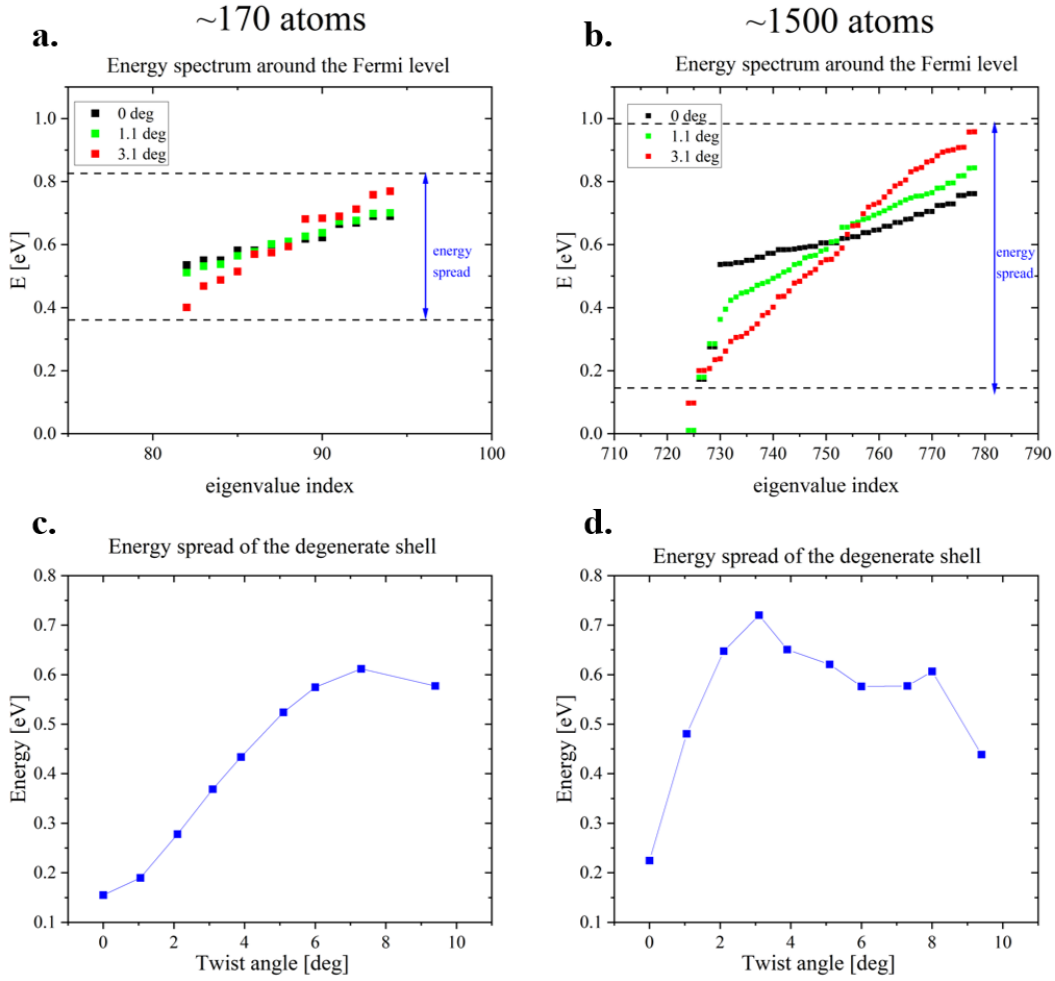 ~170 atoms
a.
Energy spectrum around the Fermi level
0 deg
1.1 deg
3.1 deg
energy
spread
E [eV]
1.0
0.8
0.6
0.4
0.2
0.0
80
90
100
eigenvalue index
~1500 atoms
b.
Energy spectrum around the Fermi level
0 deg
1.1 deg
3.1 deg
energy
spread
E [eV]
1.0
0.8
0.6
0.4
0.2
0.0
710
720
730
740
750
760
770
780
790
eigenvalue index
c.
Energy spread of the degenerate shell
Energy [eV]
0.8
0.7
0.6
0.5
0.4
0.3
0.2
0.1
0
2
4
6
8
10
Twist angle [deg]
d.
Energy spread of the degenerate shell
Energy [eV]
0.8
0.7
0.6
0.5
0.4
0.3
0.2
0.1
0
2
4
6
8
10
Twist angle [deg]